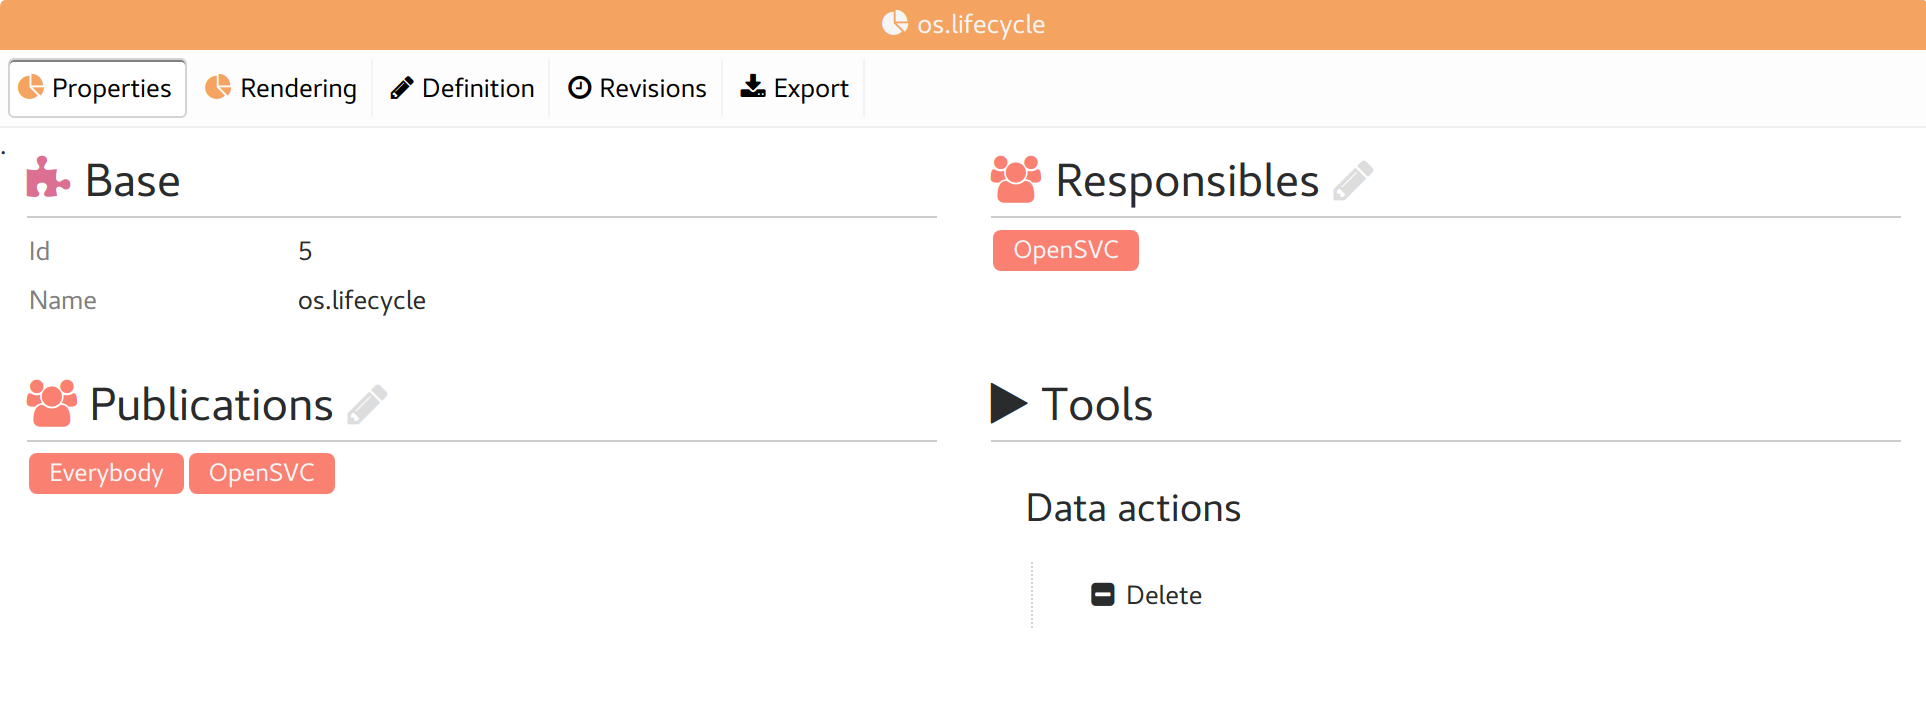 os.lifecycle
Properties Rendering Definition Revisions Export
Base
Id 5
Name os.lifecycle
Responsibles
OpenSVC
Publications
Everybody OpenSVC
Tools
Data actions
Delete